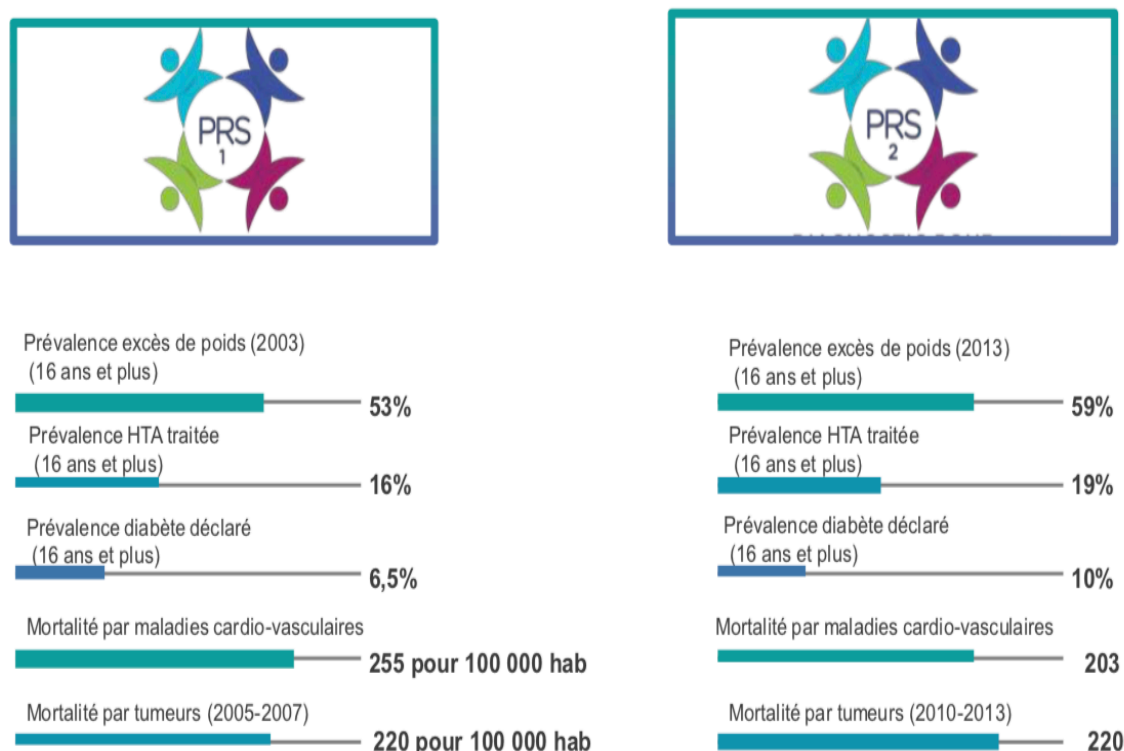 PRS
1
PRS
2
Prévalence excès de poids (2003)
(16 ans et plus)
53%
Prévalence HTA traitée
(16 ans et plus)
16%
Prévalence diabète déclaré
(16 ans et plus)
6,5%
Mortalité par maladies cardio-vasculaires
255 pour 100 000 hab
Mortalité par tumeurs (2005-2007)
220 pour 100 000 hab
Prévalence excès de poids (2013)
(16 ans et plus)
59%
Prévalence HTA traitée
(16 ans et plus)
19%
Prévalence diabète déclaré
(16 ans et plus)
10%
Mortalité par maladies cardio-vasculaires
203
Mortalité par tumeurs (2010-2013)
220